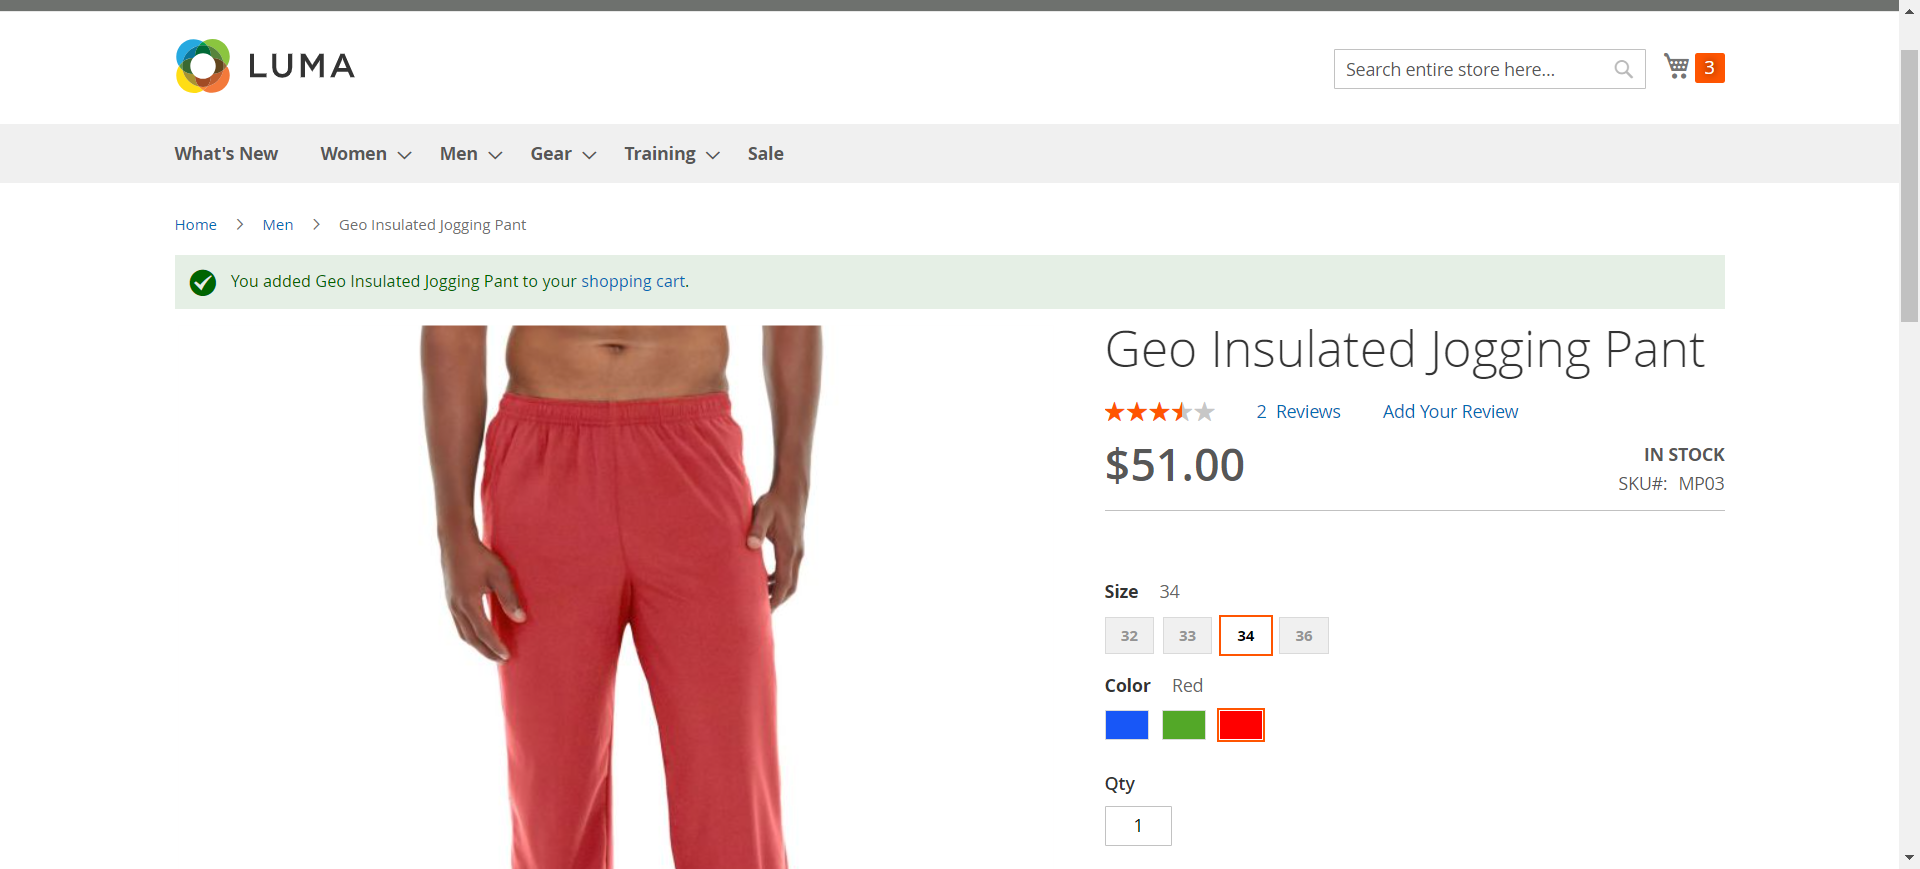 LUMA
Search entire store here...
3
What's New Women Men Gear Training Sale
Home Men Geo Insulated Jogging Pant
You added Geo Insulated Jogging Pant to your shopping cart.
Geo Insulated Jogging Pant
2 Reviews Add Your Review
$51.00
IN STOCK
SKU#: MP03
Size 34
32 33 34 36
Color Red
Qty
1